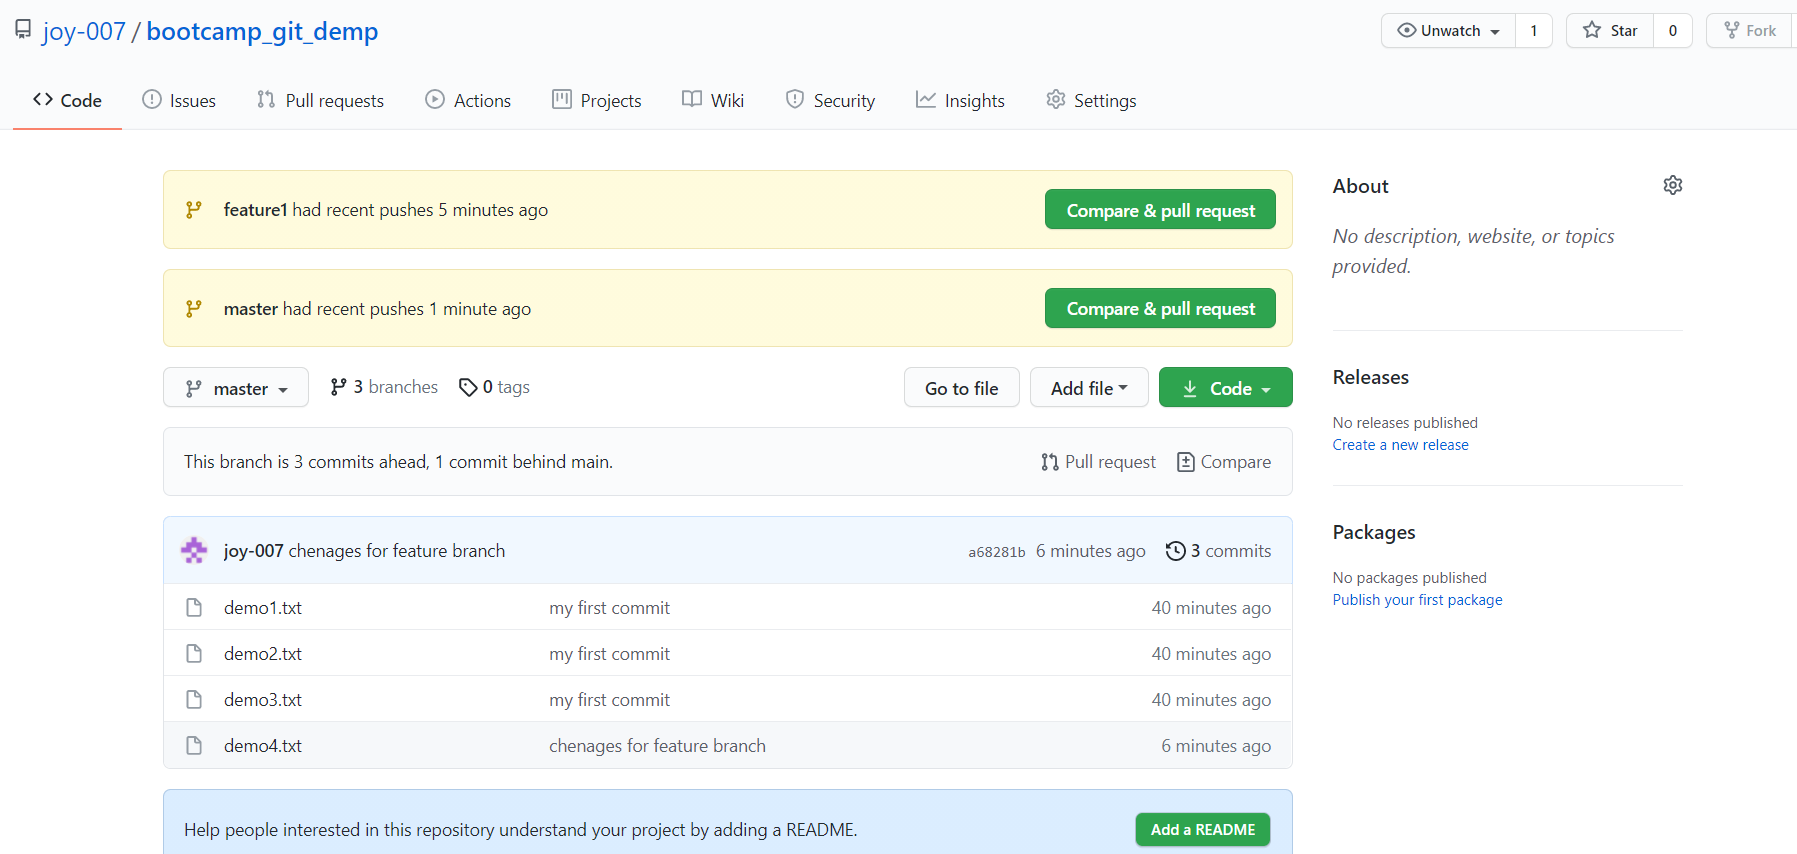 joy-007 / bootcamp_git_demp
Unwatch 1 Star 0 Fork
Code Issues Pull requests Actions Projects Wiki Security Insights Settings
feature1 had recent pushes 5 minutes ago Compare & pull request
master had recent pushes 1 minute ago Compare & pull request
master 3 branches 0 tags Go to file Add file Code
This branch is 3 commits ahead, 1 commit behind main. Pull request Compare
joy-007 chenages for feature branch a68281b 6 minutes ago 3 commits
demo1.txt my first commit 40 minutes ago
demo2.txt my first commit 40 minutes ago
demo3.txt my first commit 40 minutes ago
demo4.txt chenages for feature branch 6 minutes ago
Help people interested in this repository understand your project by adding a README. Add a README
About
No description, website, or topics
provided.
Releases
No releases published
Create a new release
Packages
No packages published
Publish your first package